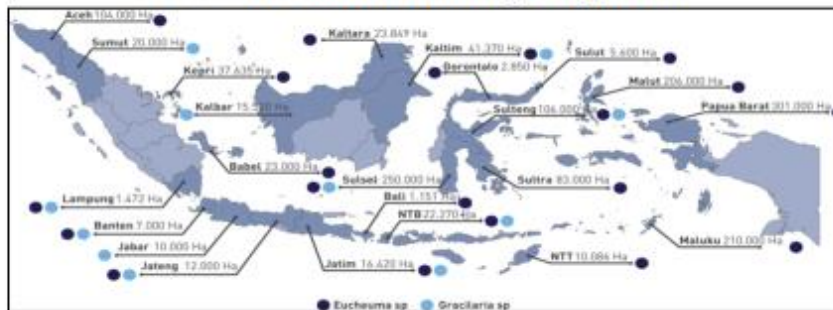 Aceh 104.000 Ha
Sumut 20.000 Ha
Kepri 37.635 Ha
Kalbar
Kaltara 23.849 Ha
Kaltim 41.370 Ha
Gorontalo 2.850 Ha
Sulut 5.600 Ha
Malut 206.000 Ha
Sulteng 106.000
Papua Barat 301.000 Ha
Babel 23.000 Ha
Sulsel 250.000 Ha
Sultra 83.000 Ha
Lampung 1.472 Ha
Bali 1.151 Ha
Banten 7.000 Ha
NTB 22.370 Ha
Jabar 10.000 Ha
Jateng 12.000 Ha
Jatim 16.420 Ha
NTT 10.086 Ha
Maluku 210.000 Ha
Euchouma sp Gracilaria sp